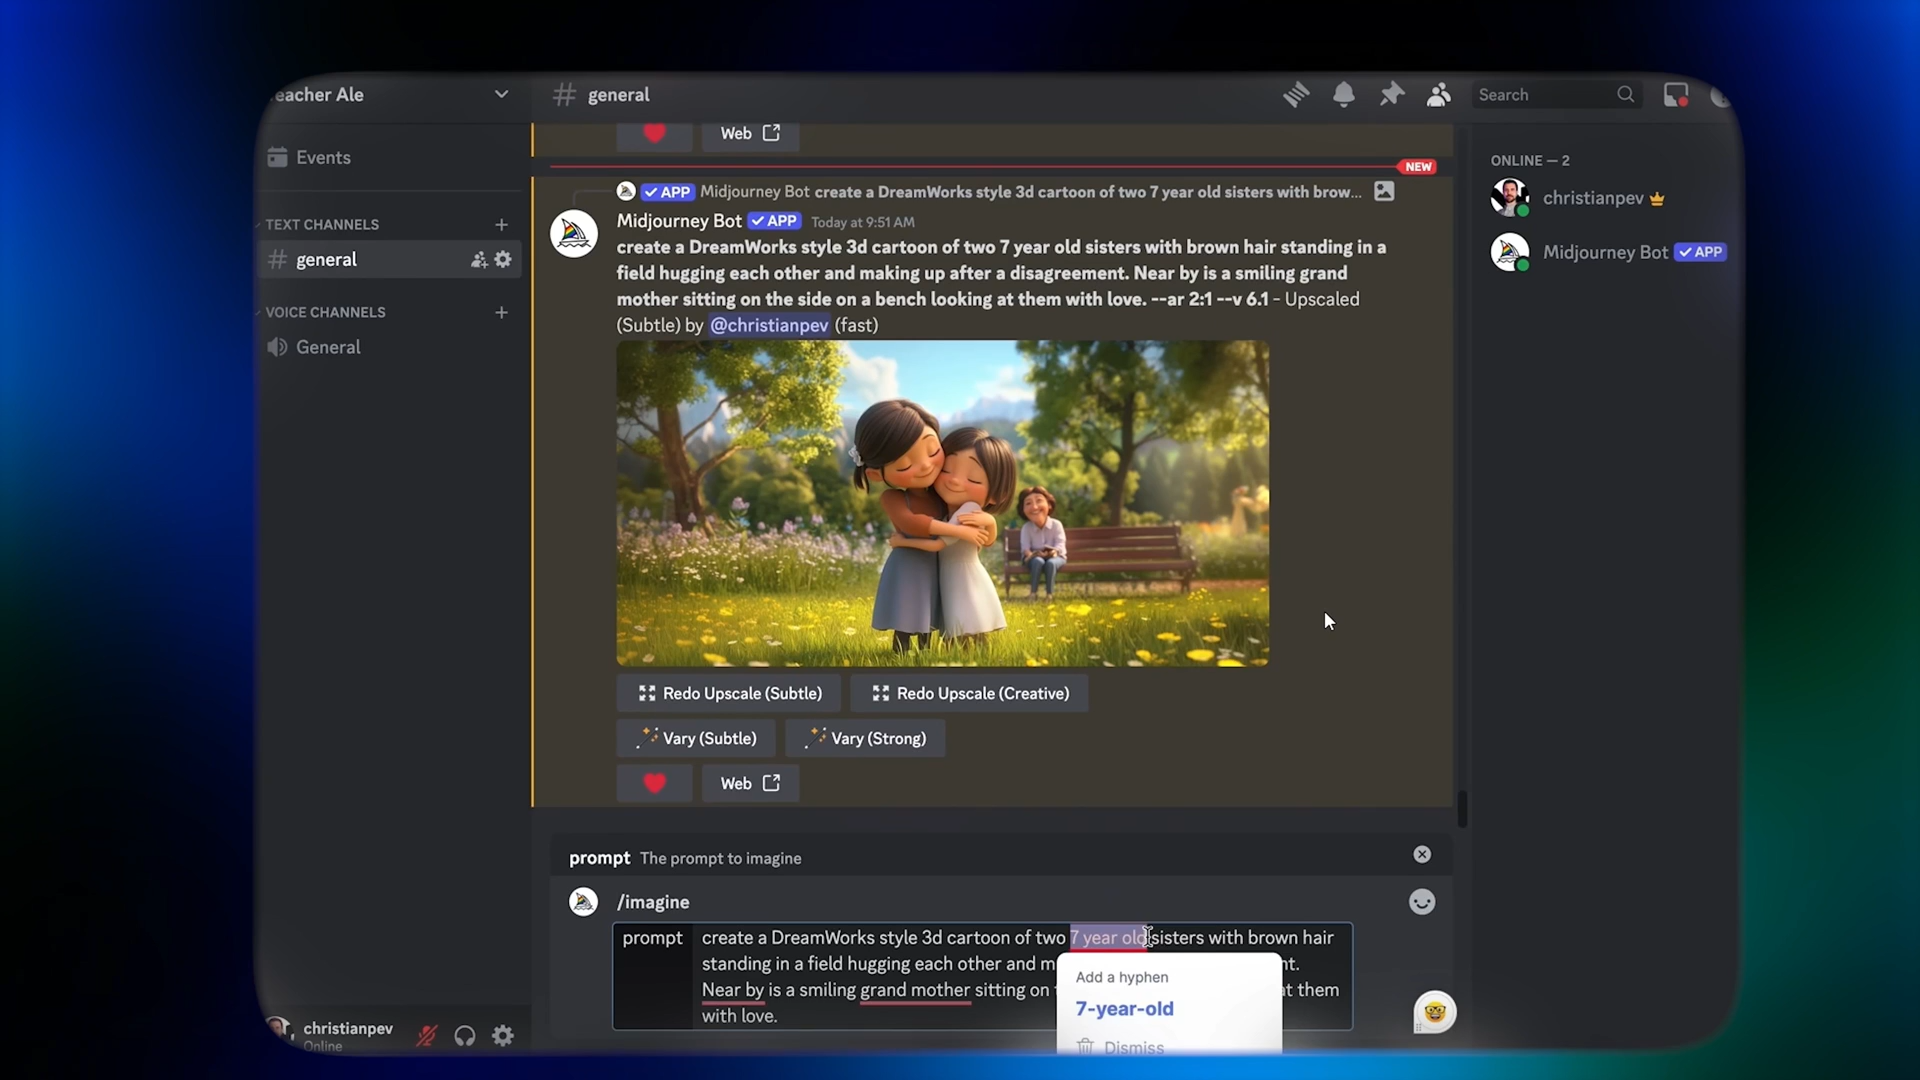 eacher Ale
general
Search
Events
TEXT CHANNELS
general
VOICE CHANNELS
General
Web
NEW
APP Midjourney Bot create a DreamWorks style 3d cartoon of two 7 year old sisters with brow...
Midjourney Bot APP Today at 9:51 AM
create a DreamWorks style 3d cartoon of two 7 year old sisters with brown hair standing in a
field hugging each other and making up after a disagreement. Near by is a smiling grand
mother sitting on the side on a bench looking at them with love. --ar 2:1 --v 6.1 - Upscaled
(Subtle) by @christianpev (fast)
Redo Upscale (Subtle)
Redo Upscale (Creative)
Vary (Subtle)
Vary (Strong)
Web
prompt The prompt to imagine
/imagine
prompt
create a DreamWorks style 3d cartoon of two 7 year old sisters with brown hair
standing in a field hugging each other and m nt.
Near by is a smiling grand mother sitting on t at them
with love.
Add a hyphen
7-year-old
Dismiss
ONLINE — 2
christianpev
Midjourney Bot APP
christianpev
Online